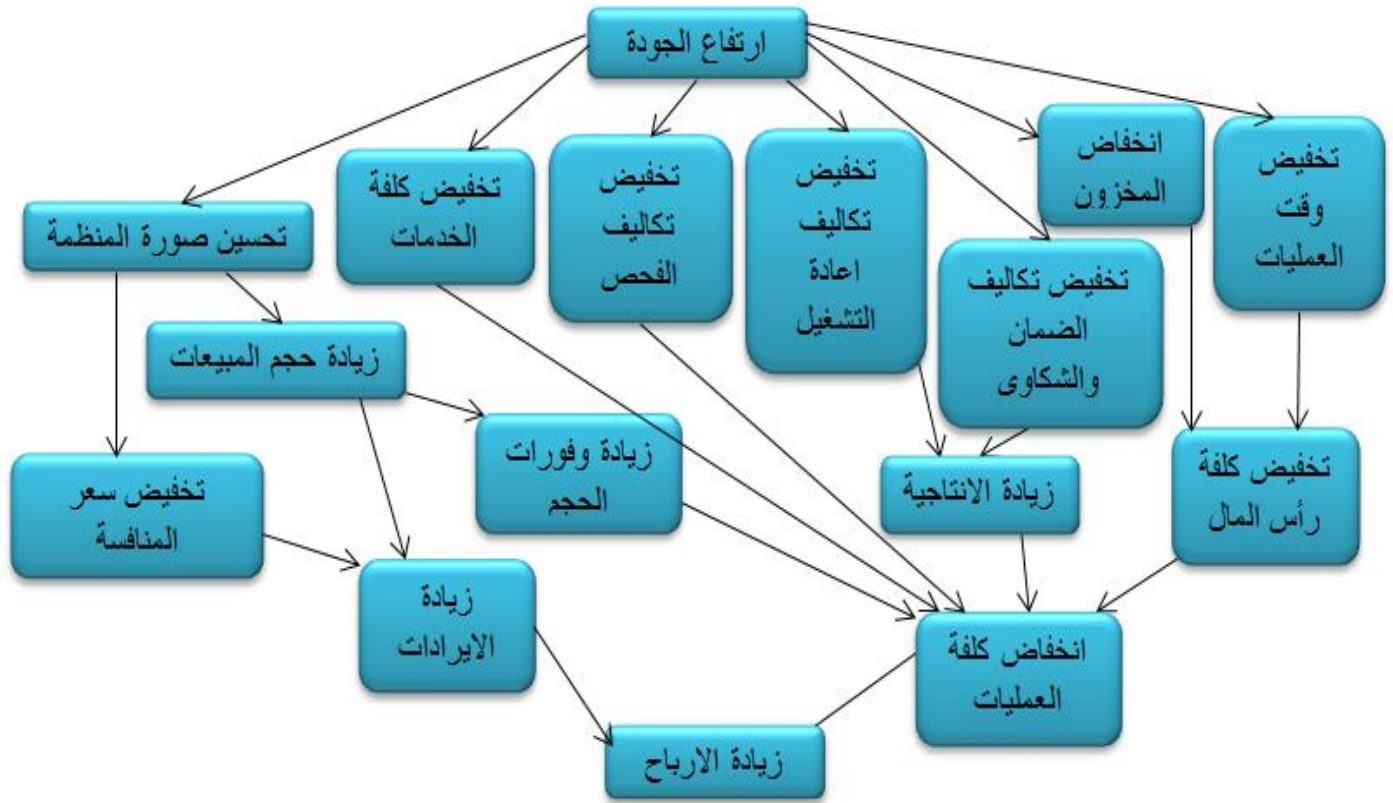 ارتفاع الجودة
تخفيض
وقت
العمليات
انخفاض
المخزون
تخفيض تكاليف
الضمان
والشكاوى
تخفيض
تكاليف
اعادة
التشغيل
تخفيض
تكاليف
الفحص
تخفيض كلفة
الخدمات
تحسين صورة المنظمة
زيادة حجم المبيعات
تخفيض كلفة
رأس المال
زيادة الانتاجية
زيادة وفورات
الحجم
تخفيض سعر
المنافسة
زيادة
الايرادات
انخفاض كلفة
العمليات
زيادة الارباح